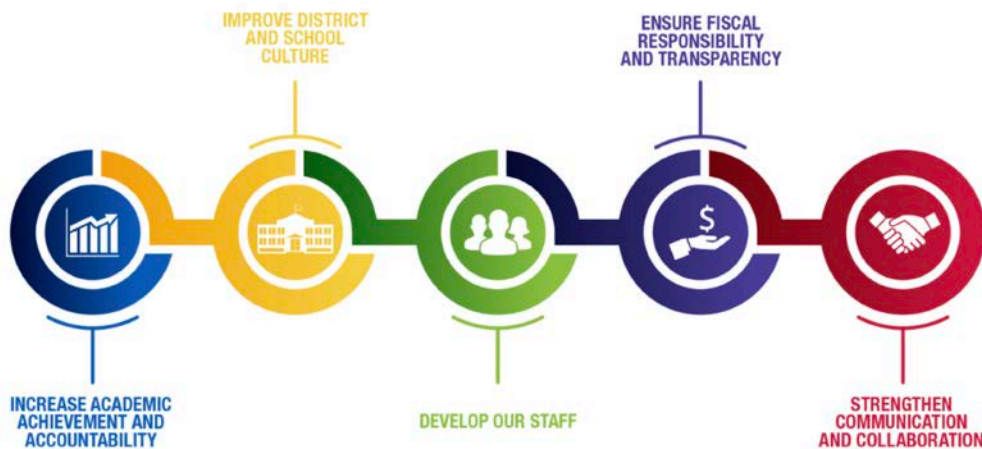 IMPROVE DISTRICT
AND SCHOOL
CULTURE
ENSURE FISCAL
RESPONSIBILITY
AND TRANSPARENCY
$
INCREASE ACADEMIC
ACHIEVEMENT AND
ACCOUNTABILITY
DEVELOP OUR STAFF
STRENGTHEN
COMMUNICATION
AND COLLABORATION